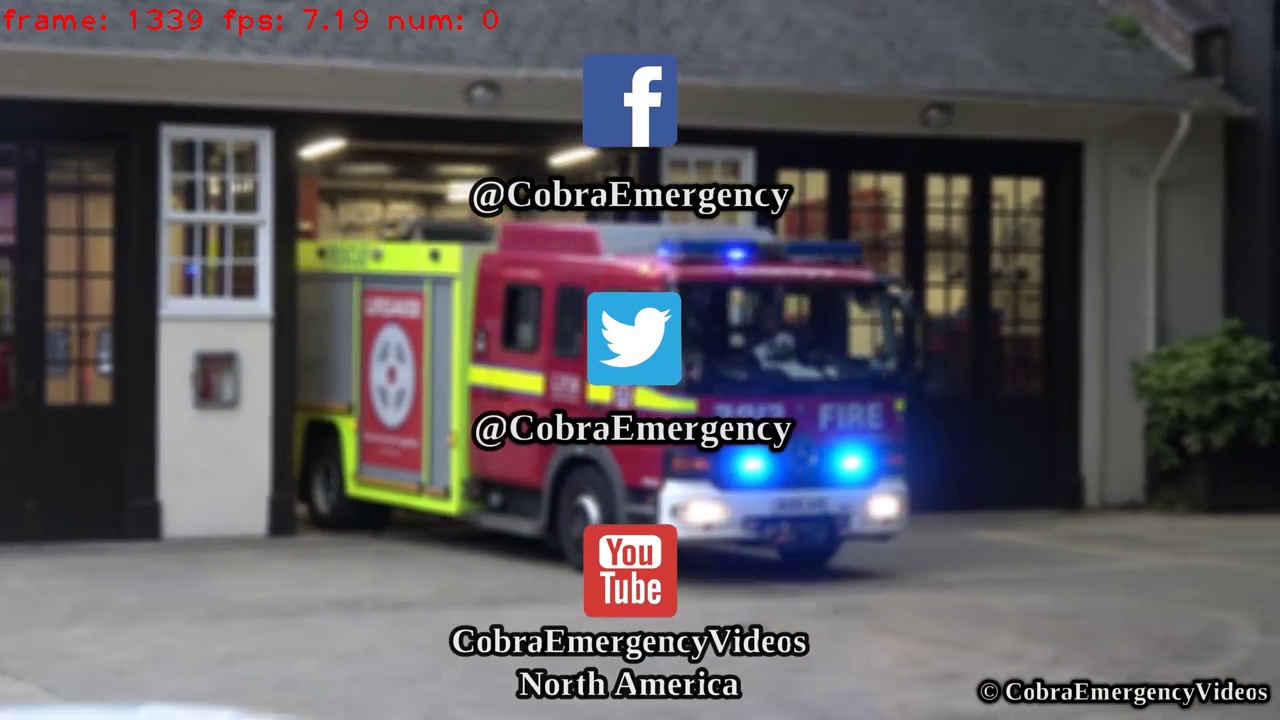 frame: 1339 fps: 7.19 num: 0
@CobraEmergency
@CobraEmergency
FIRE
You
Tube
CobraEmergencyVideos
North America
© CobraEmergencyVideos